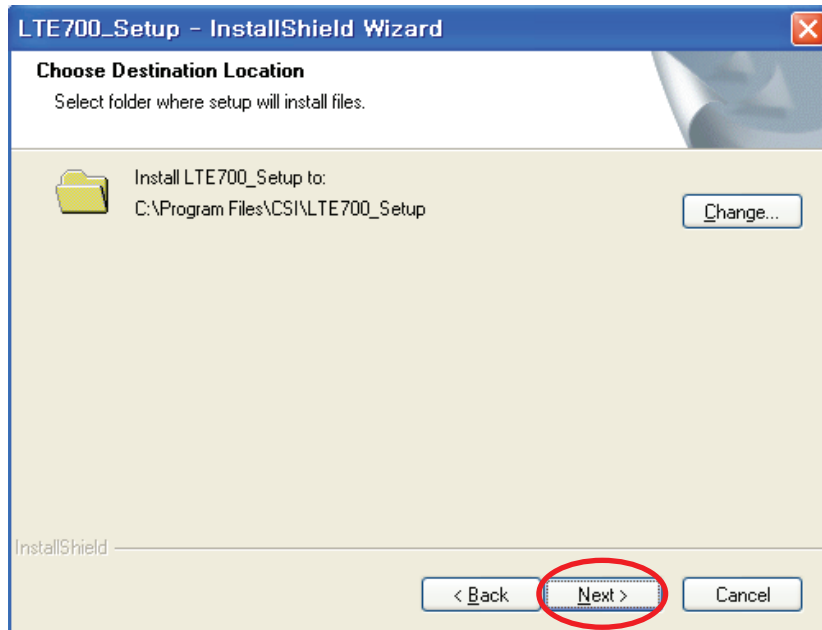 LTE700_Setup - InstallShield Wizard
Choose Destination Location
Select folder where setup will install files.
Install LTE700_Setup to:
C:\Program Files\CSI\LTE700_Setup
Change...
InstallShield
< Back
Next >
Cancel